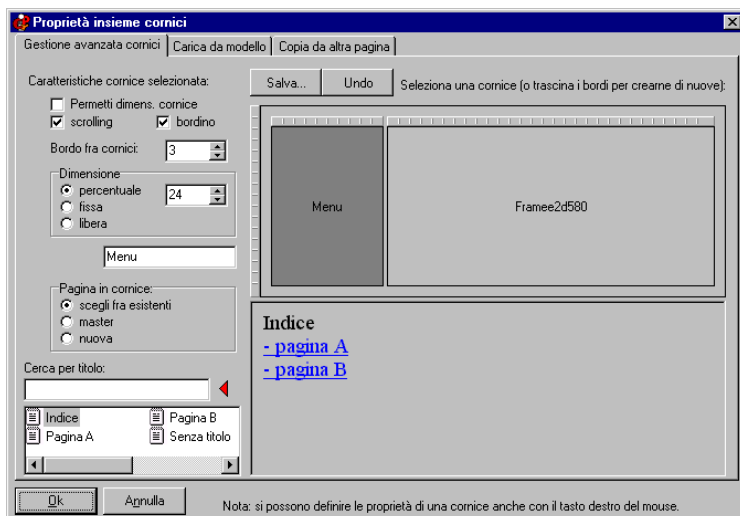 Proprietà insieme cornici
Gestione avanzata cornici
Carica da modello
Copia da altra pagina
Caratteristiche cornice selezionata:
Permetti dimens. cornice
scrolling
bordino
Bordo fra cornici:
3
Dimensione
percentuale
24
fissa
libera
Menu
Pagina in cornice:
scegli fra esistenti
master
nuova
Cerca per titolo:
Indice
Pagina B
Pagina A
Senza titolo
Salva...
Undo
Seleziona una cornice (o trascina i bordi per crearne di nuove):
Menu
Framee2d580
Indice
- pagina A
- pagina B
Ok
Annulla
Nota: si possono definire le proprietà di una cornice anche con il tasto destro del mouse.